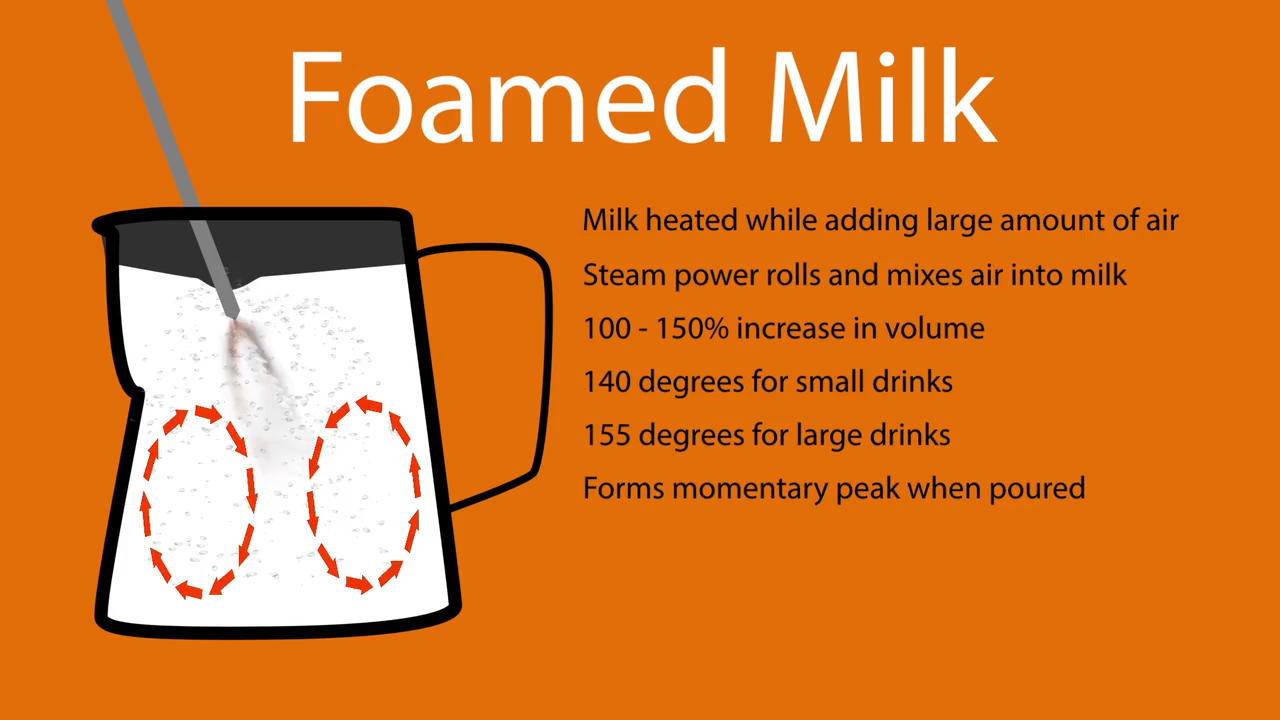 Foamed Milk
Milk heated while adding large amount of air
Steam power rolls and mixes air into milk
100 - 150% increase in volume
140 degrees for small drinks
155 degrees for large drinks
Forms momentary peak when poured